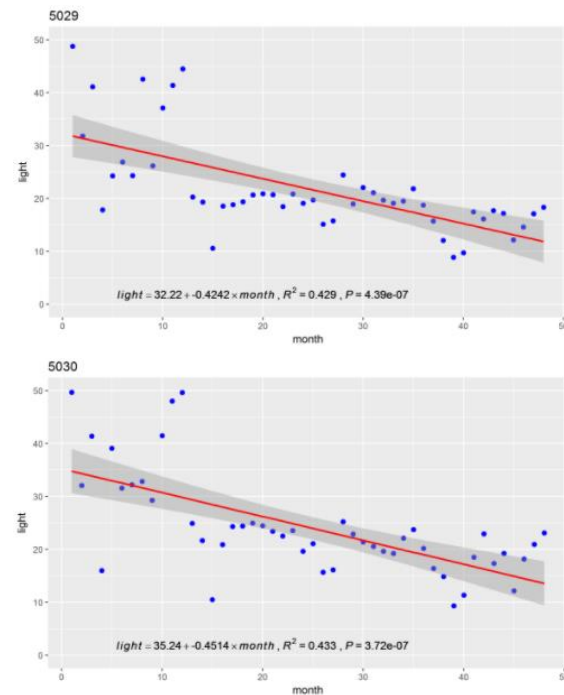 5029
50
40
30
20
10
0
light
light = 32.22 + -0.4242 × month , R² = 0.429 , P = 4.39e-07
0 10 20 30 40 50
month
5030
50
40
30
20
10
0
light
light = 35.24 + -0.4514 × month , R² = 0.433 , P = 3.72e-07
0 10 20 30 40 50
month